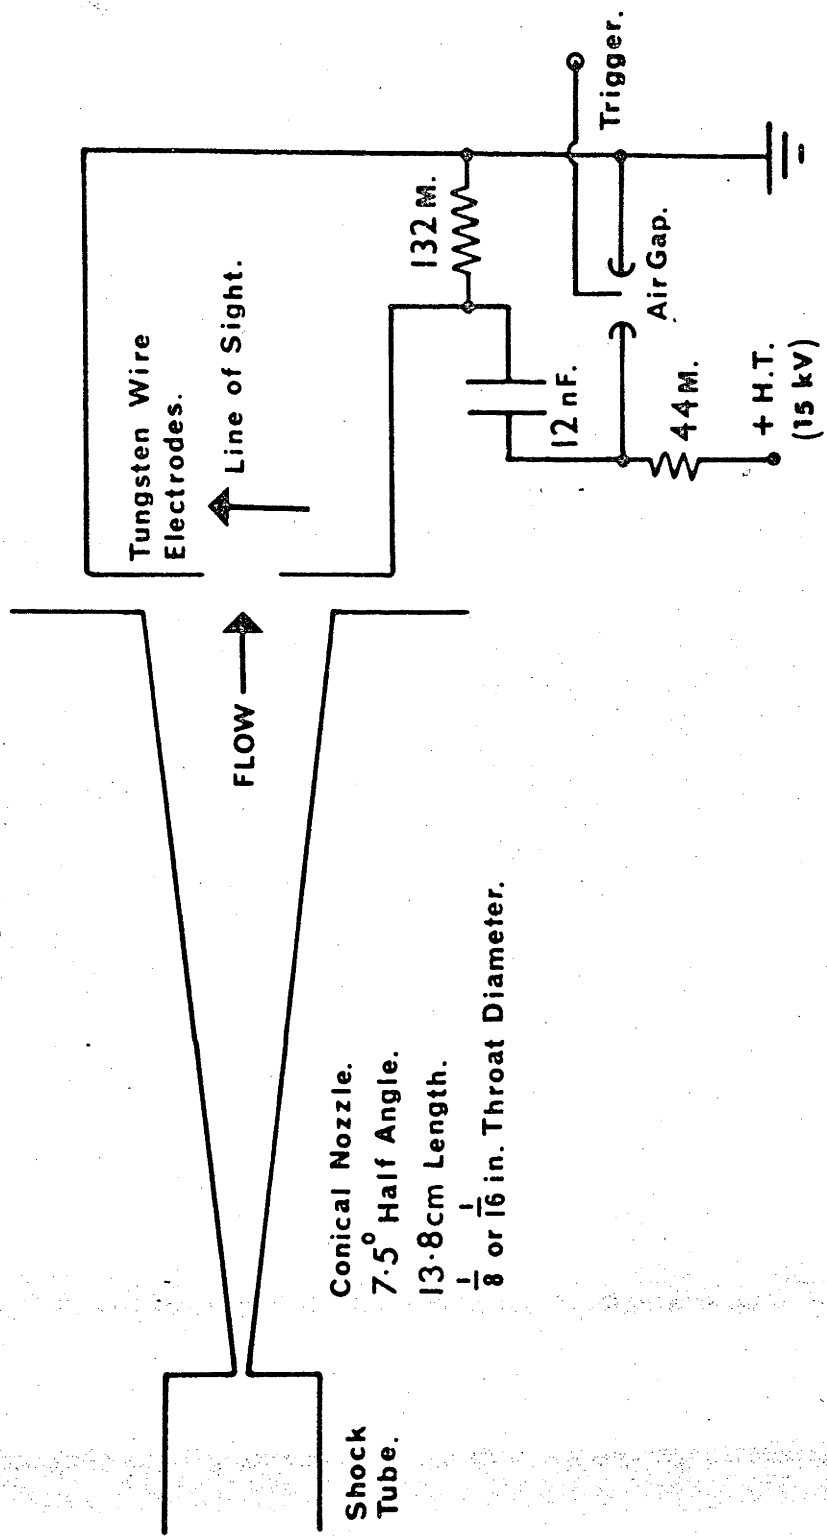 Shock
Tube.
Conical Nozzle.
7·5° Half Angle.
13·8cm Length.
1/8 or 1/16 in. Throat Diameter.
FLOW
Tungsten Wire
Electrodes.
Line of Sight.
132 M.
12 nF.
44 M.
+ H.T.
(15 kV)
Air Gap.
Trigger.